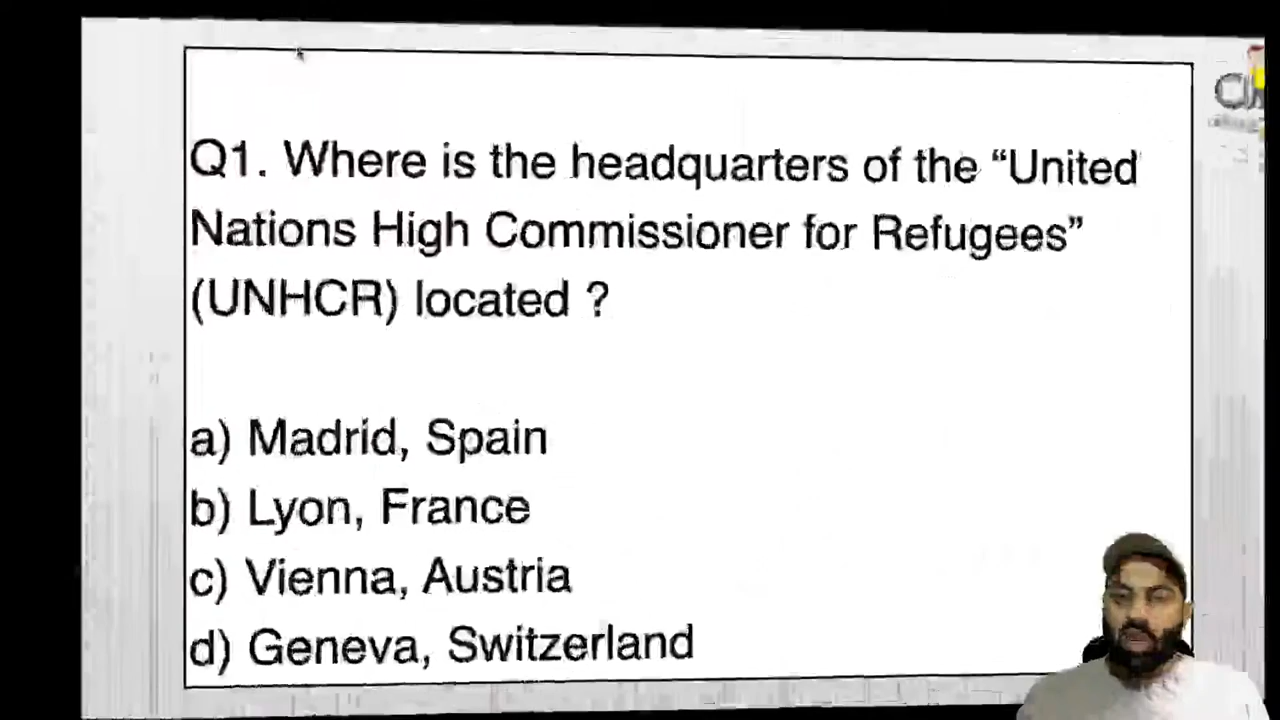 Q1. Where is the headquarters of the “United
Nations High Commissioner for Refugees”
(UNHCR) located ?
a) Madrid, Spain
b) Lyon, France
c) Vienna, Austria
d) Geneva, Switzerland